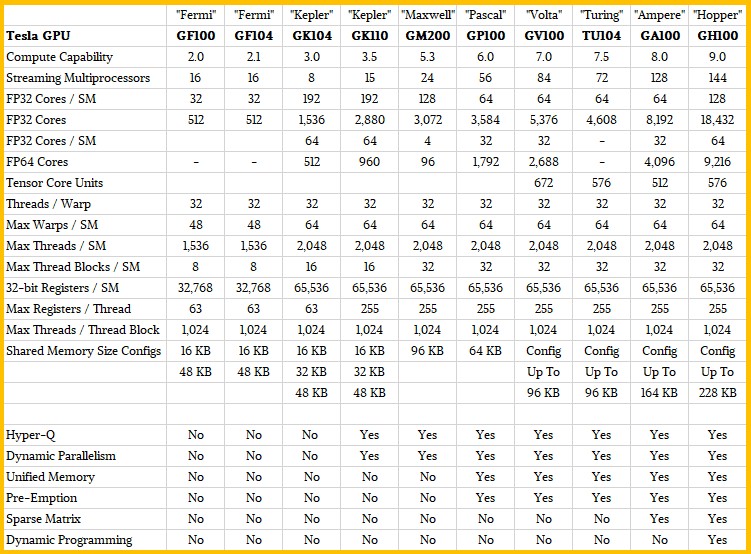 "Fermi" "Fermi" "Kepler" "Kepler" "Maxwell" "Pascal" "Volta" "Turing" "Ampere" "Hopper"
Tesla GPU GF100 GF104 GK104 GK110 GM200 GP100 GV100 TU104 GA100 GH100
Compute Capability 2.0 2.1 3.0 3.5 5.3 6.0 7.0 7.5 8.0 9.0
Streaming Multiprocessors 16 16 8 15 24 56 84 72 128 144
FP32 Cores / SM 32 32 192 192 128 64 64 64 64 128
FP32 Cores 512 512 1,536 2,880 3,072 3,584 5,376 4,608 8,192 18,432
FP32 Cores / SM 64 64 4 32 32 – 32 64
FP64 Cores – – 512 960 96 1,792 2,688 – 4,096 9,216
Tensor Core Units 672 576 512 576
Threads / Warp 32 32 32 32 32 32 32 32 32 32
Max Warps / SM 48 48 64 64 64 64 64 64 64 64
Max Threads / SM 1,536 1,536 2,048 2,048 2,048 2,048 2,048 2,048 2,048 2,048
Max Thread Blocks / SM 8 8 16 16 32 32 32 32 32 32
32-bit Registers / SM 32,768 32,768 65,536 65,536 65,536 65,536 65,536 65,536 65,536 65,536
Max Registers / Thread 63 63 63 255 255 255 255 255 255 255
Max Threads / Thread Block 1,024 1,024 1,024 1,024 1,024 1,024 1,024 1,024 1,024 1,024
Shared Memory Size Configs 16 KB 16 KB 16 KB 16 KB 96 KB 64 KB Config Config Config Config
48 KB 48 KB 32 KB 32 KB Up To Up To Up To Up To
48 KB 48 KB 96 KB 96 KB 164 KB 228 KB
Hyper-Q No No No Yes Yes Yes Yes Yes Yes Yes
Dynamic Parallelism No No No Yes Yes Yes Yes Yes Yes Yes
Unified Memory No No No No No Yes Yes Yes Yes Yes
Pre-Emption No No No No No Yes Yes Yes Yes Yes
Sparse Matrix No No No No No No No No Yes Yes
Dynamic Programming No No No No No No No No No Yes